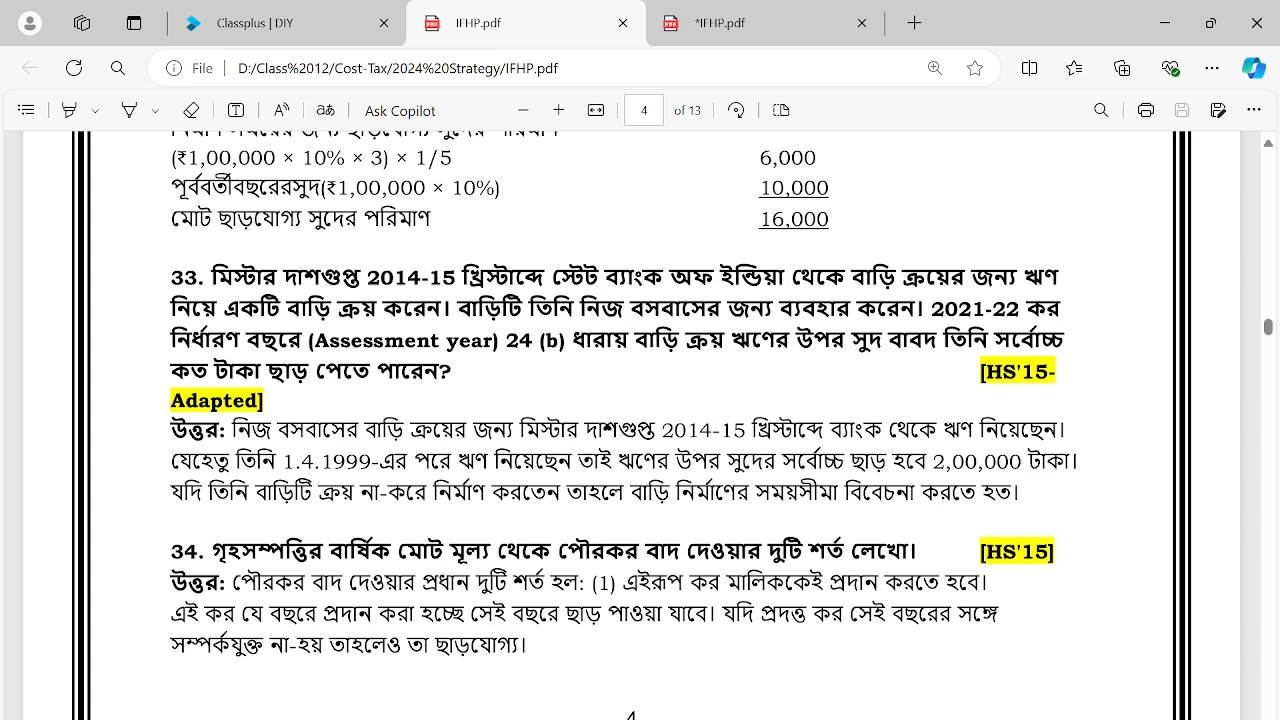 Classplus | DIY
IFHP.pdf
*IFHP.pdf
File
D:/Class%2012/Cost-Tax/2024%20Strategy/IFHP.pdf
Ask Copilot
4 of 13
নির্মাণ সময়ের জন্য ছাড়যোগ্য সুদের পরিমাণ
(₹1,00,000 × 10% × 3) × 1/5 6,000
পূর্ববর্তীবছরেরসুদ(₹1,00,000 × 10%) 10,000
মোট ছাড়যোগ্য সুদের পরিমাণ 16,000
33. মিস্টার দাশগুপ্ত 2014-15 খ্রিস্টাব্দে স্টেট ব্যাংক অফ ইন্ডিয়া থেকে বাড়ি ক্রয়ের জন্য ঋণ
নিয়ে একটি বাড়ি ক্রয় করেন। বাড়িটি তিনি নিজ বসবাসের জন্য ব্যবহার করেন। 2021-22 কর
নির্ধারণ বছরে (Assessment year) 24 (b) ধারায় বাড়ি ক্রয় ঋণের উপর সুদ বাবদ তিনি সর্বোচ্চ
কত টাকা ছাড় পেতে পারেন? [HS'15-
Adapted]
উত্তর: নিজ বসবাসের বাড়ি ক্রয়ের জন্য মিস্টার দাশগুপ্ত 2014-15 খ্রিস্টাব্দে ব্যাংক থেকে ঋণ নিয়েছেন।
যেহেতু তিনি 1.4.1999-এর পরে ঋণ নিয়েছেন তাই ঋণের উপর সুদের সর্বোচ্চ ছাড় হবে 2,00,000 টাকা।
যদি তিনি বাড়িটি ক্রয় না-করে নির্মাণ করতেন তাহলে বাড়ি নির্মাণের সময়সীমা বিবেচনা করতে হত।
34. গৃহসম্পত্তির বার্ষিক মোট মূল্য থেকে পৌরকর বাদ দেওয়ার দুটি শর্ত লেখো। [HS'15]
উত্তর: পৌরকর বাদ দেওয়ার প্রধান দুটি শর্ত হল: (1) এইরূপ কর মালিককেই প্রদান করতে হবে।
এই কর যে বছরে প্রদান করা হচ্ছে সেই বছরে ছাড় পাওয়া যাবে। যদি প্রদত্ত কর সেই বছরের সঙ্গে
সম্পর্কযুক্ত না-হয় তাহলেও তা ছাড়যোগ্য।
4